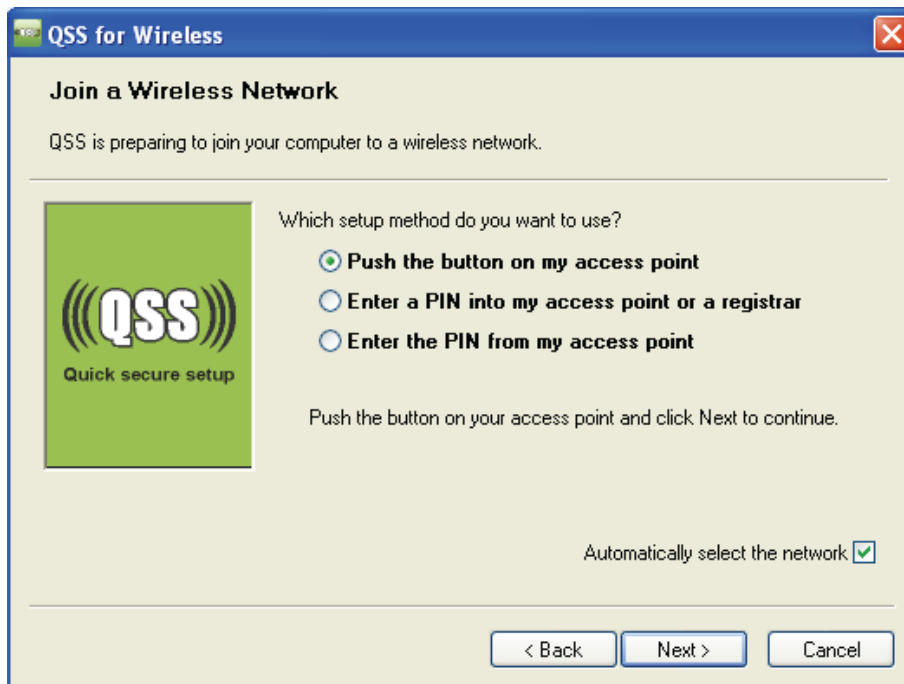 QSS for Wireless
Join a Wireless Network
QSS is preparing to join your computer to a wireless network.
Which setup method do you want to use?
Push the button on my access point
Enter a PIN into my access point or a registrar
Enter the PIN from my access point
(((QSS)))
Quick secure setup
Push the button on your access point and click Next to continue.
Automatically select the network
< Back
Next >
Cancel